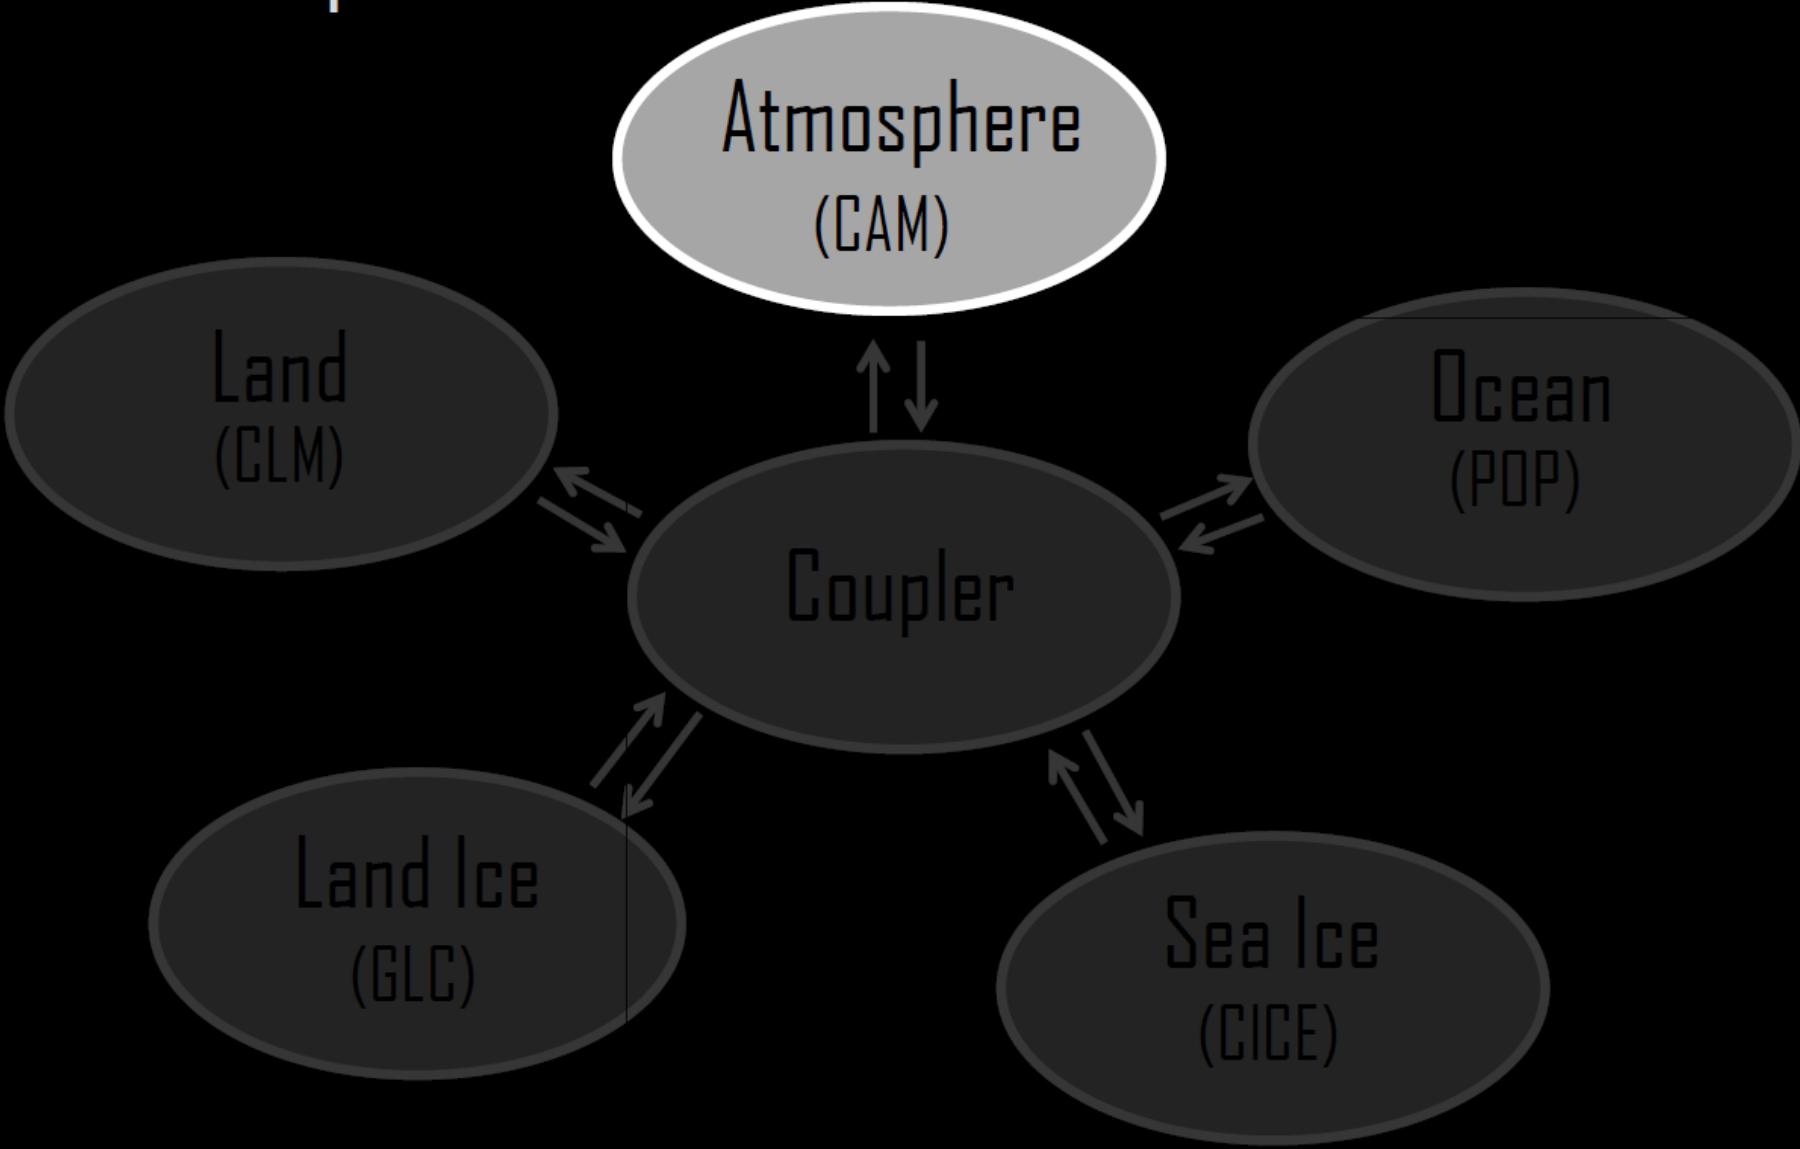 Atmosphere
(CAM)
Land
(CLM)
Ocean
(POP)
Coupler
Land Ice
(GLC)
Sea Ice
(CICE)